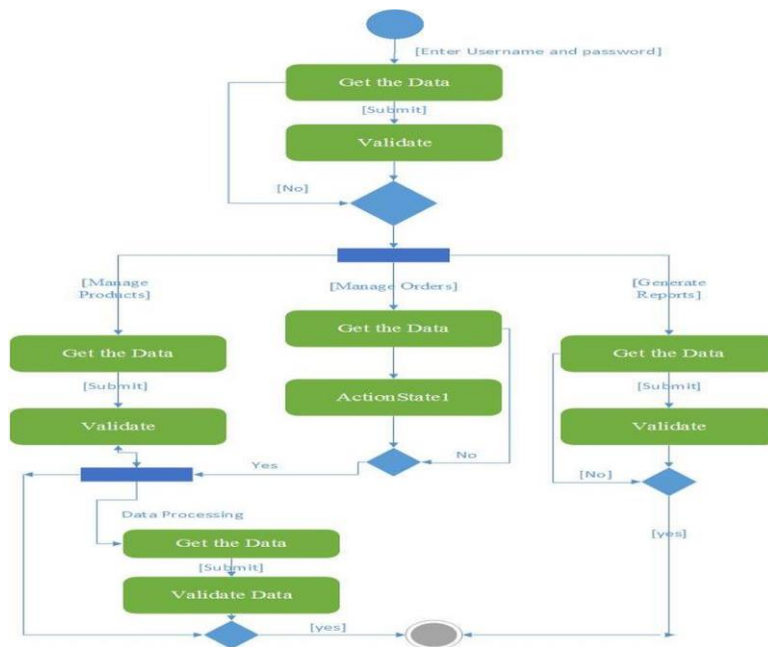 [Enter Username and password]
Get the Data
[Submit]
Validate
[No]
[Manage
Products]
[Manage Orders]
[Generate
Reports]
Get the Data
Get the Data
Get the Data
[Submit]
[Submit]
ActionState1
Validate
Validate
No
Yes
[No]
Data Processing
[yes]
Get the Data
[Submit]
Validate Data
[yes]